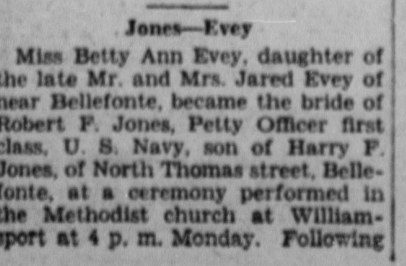 Jones—Evey
Miss Betty Ann Evey, daughter of
the late Mr. and Mrs. Jared Evey of
near Bellefonte, became the bride of
Robert F. Jones, Petty Officer first
class, U. S. Navy, son of Harry F.
Jones, of North Thomas street, Belle-
fonte, at a ceremony performed in
the Methodist church at William-
sport at 4 p. m. Monday. Following